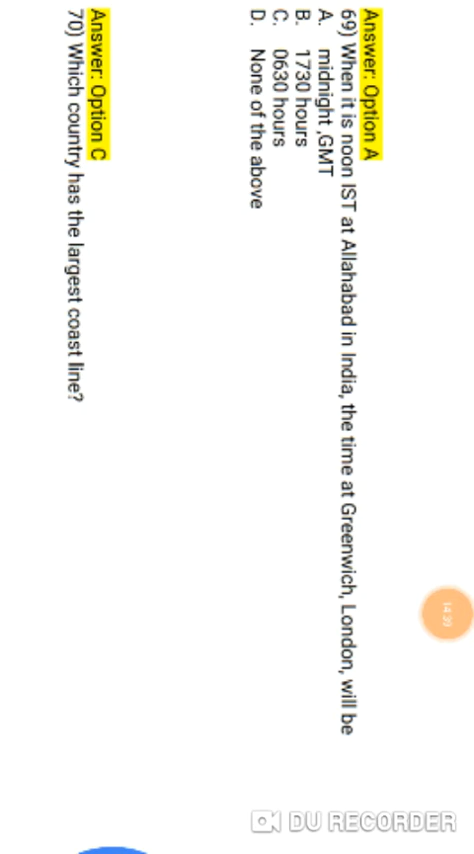 Answer: Option A
69) When it is noon IST at Allahabad in India, the time at Greenwich, London, will be
A. midnight ,GMT
B. 1730 hours
C. 0630 hours
D. None of the above
Answer: Option C
70) Which country has the largest coast line?
14:39
DU RECORDER